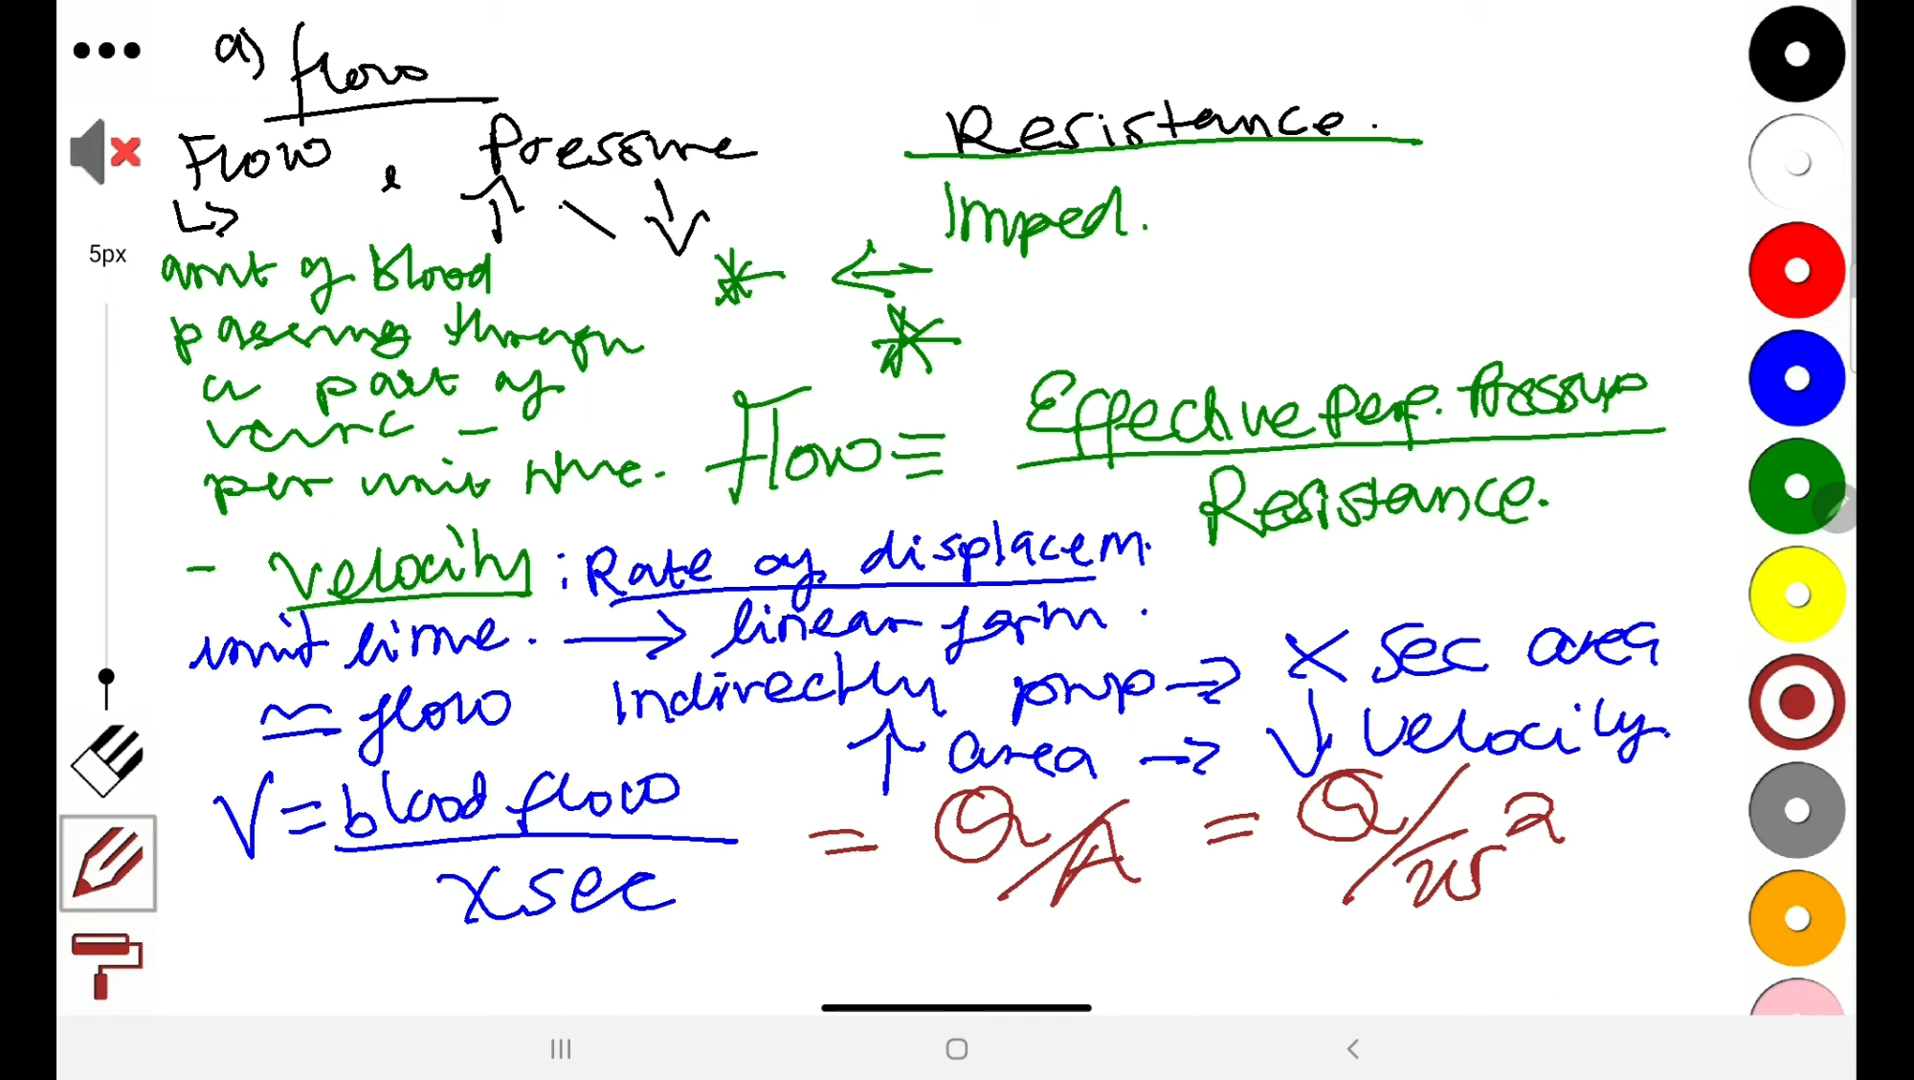 a) flow
Flow , Pressure
Resistance.
Imped.
amt of blood
passing through
a part of
per unit time.
Flow = Effective Perf. Pressure
Resistance.
- velocity : Rate of displacem.
unit time. → linear form.
≈ flow indirectly prop → X sec area
↑ area → ↓ velocity.
V = blood flow
x sec
= Q/A = Q/πr2
5px